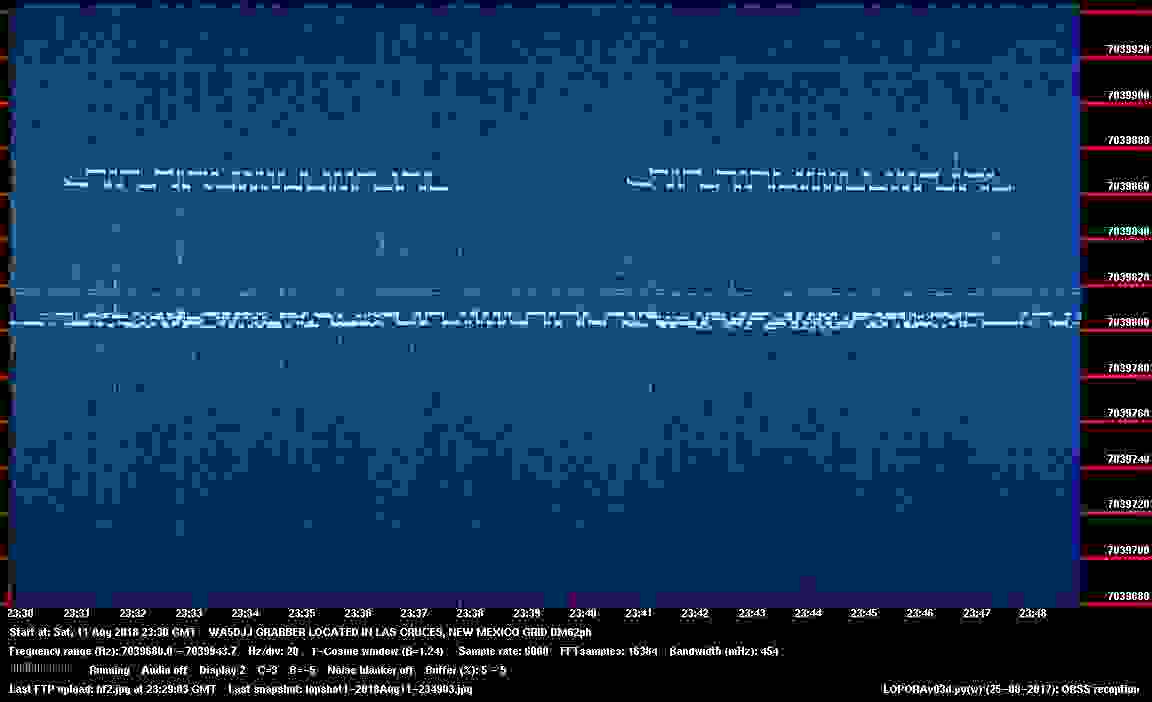 7039920
7039900
7039880
7039860
7039840
7039820
7039800
7039780
7039760
7039740
7039720
7039700
7039680
23:30 23:31 23:32 23:33 23:34 23:35 23:36 23:37 23:38 23:39 23:40 23:41 23:42 23:43 23:44 23:45 23:46 23:47 23:48
Start at: Sat, 11 Aug 2018 23:30 GMT WA5DJJ GRABBER LOCATED IN LAS CRUCES, NEW MEXICO GRID DM62ph
Frequency range (Hz): 7039680.0 - 7039943.7 Hz/div: 20 F-Cosine window (B=1.24) Sample rate: 6000 FFTsamples: 16384 Bandwidth (mHz): 454
Running Audio off Display 2 C=3 B=-5 Noise blanker off Buffer (%): 5 - 5
Last FTP upload: hf2.jpg at 23:29:03 GMT Last snapshot: lopshot1-2018Aug11-234903.jpg
LOPORAv03d.py(w) (25-08-2017): QRSS reception